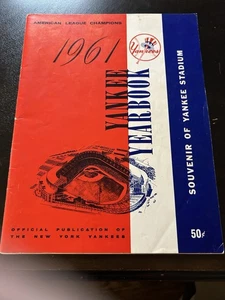 AMERICAN LEAGUE CHAMPIONS
1961
Yankees
YANKEE
YEARBOOK
SOUVENIR OF YANKEE STADIUM
OFFICIAL PUBLICATION OF
THE NEW YORK YANKEES
50¢